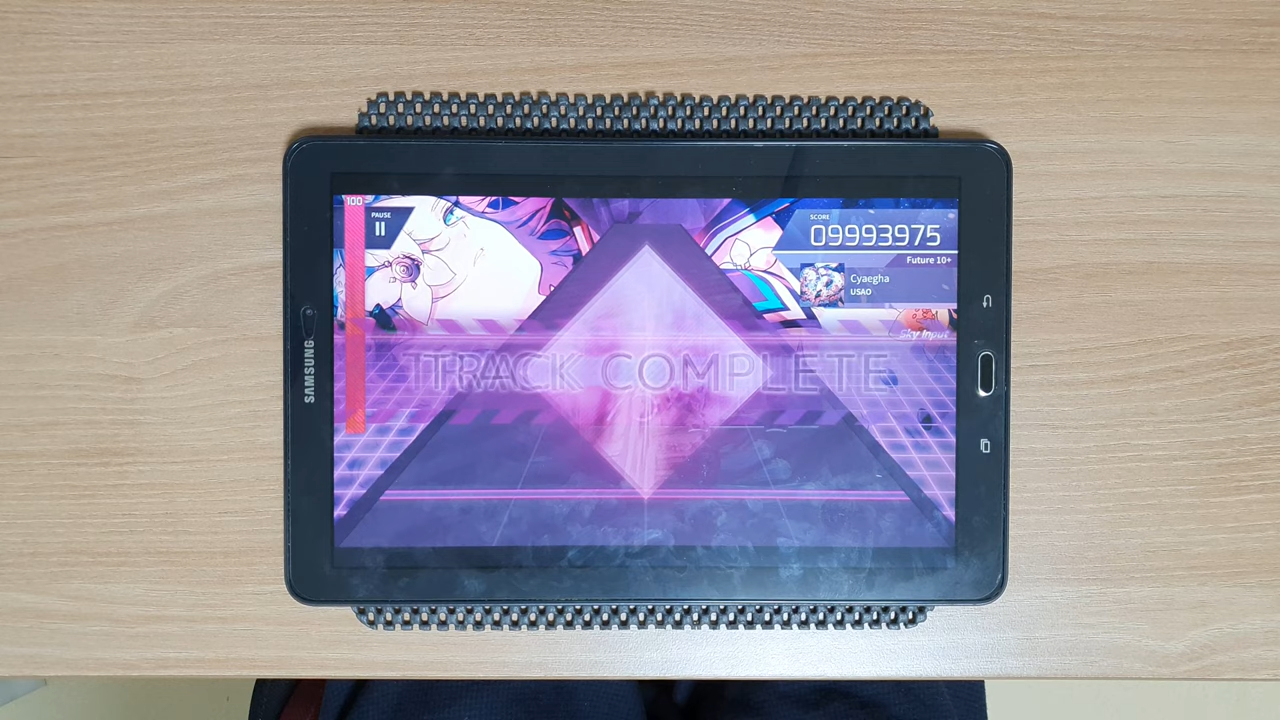 100
PAUSE
SCORE
09993975
Future 10+
Cyaegha
USAO
Sky Input
TRACK COMPLETE
SAMSUNG